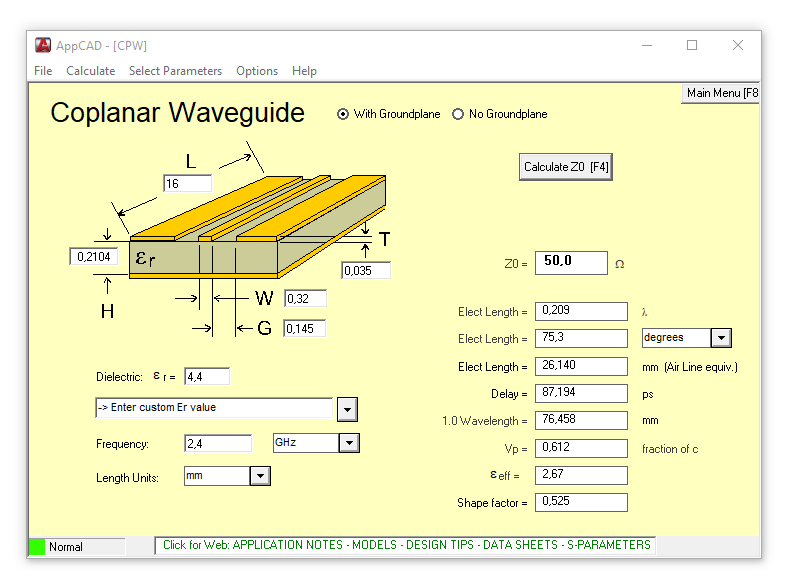 AppCAD - [CPW]
File Calculate Select Parameters Options Help
Main Menu [F8
Coplanar Waveguide
With Groundplane No Groundplane
Calculate Z0 [F4]
L
16
T
0,2104
εr
0,035
H
W 0,32
G 0,145
Z0 = 50,0 Ω
Elect Length = 0,209 λ
Elect Length = 75,3 degrees
Elect Length = 26,140 mm (Air Line equiv.)
Delay = 87,194 ps
1.0 Wavelength = 76,458 mm
Vp = 0,612 fraction of c
εeff = 2,67
Shape factor = 0,525
Dielectric: εr = 4,4
-> Enter custom Er value
Frequency: 2,4 GHz
Length Units: mm
Normal
Click for Web: APPLICATION NOTES - MODELS - DESIGN TIPS - DATA SHEETS - S-PARAMETERS